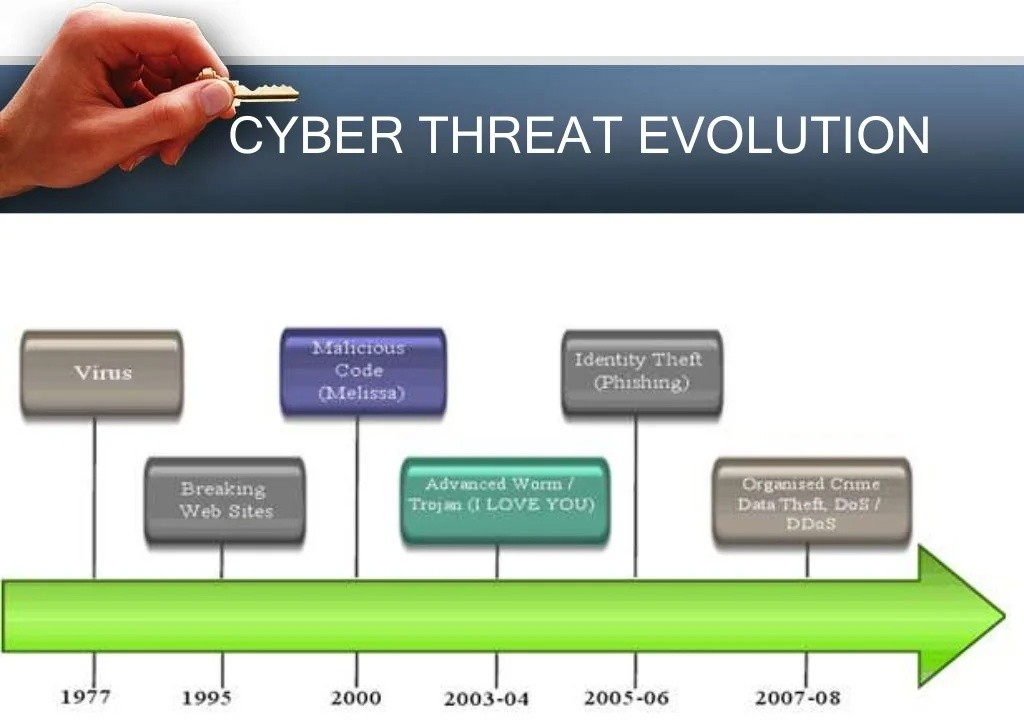 CYBER THREAT EVOLUTION
Virus
Malicious
Code
(Melissa)
Identity Theft
(Phishing)
Breaking
Web Sites
Advanced Worm /
Trojan (I LOVE YOU)
Organised Crime
Data Theft, DoS /
DDoS
1977
1995
2000
2003-04
2005-06
2007-08